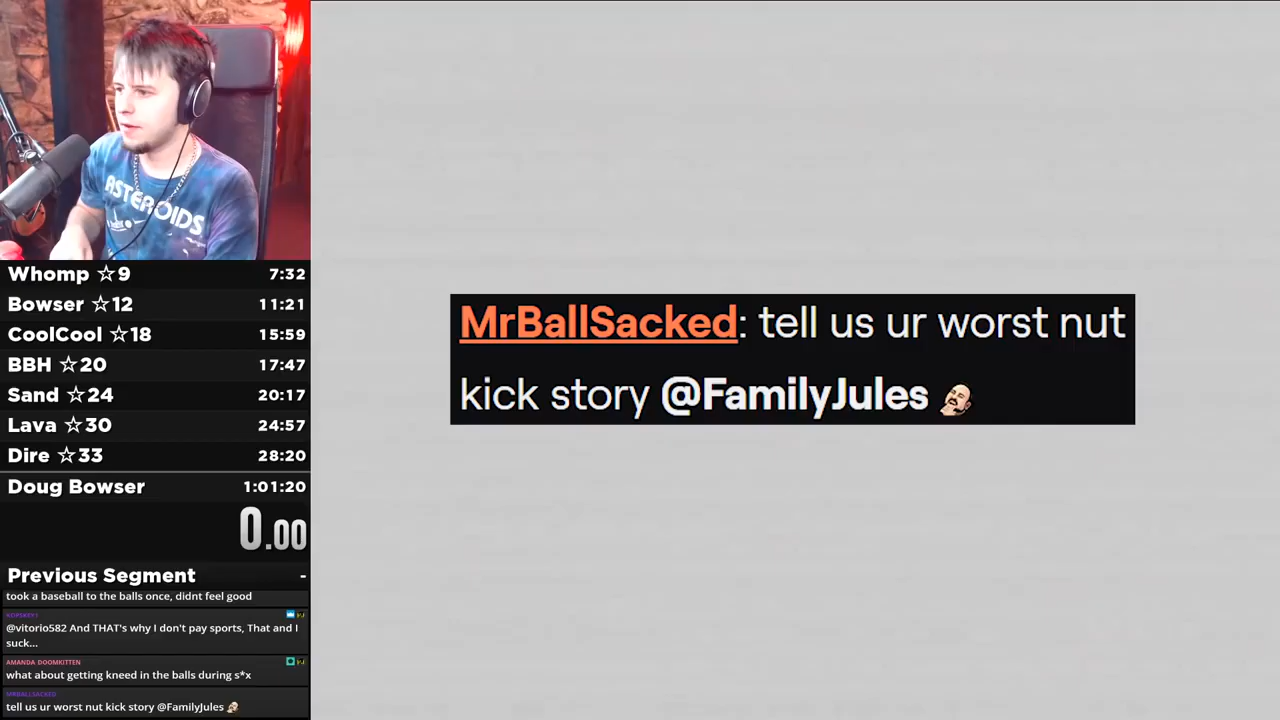 ASTEROIDS
Whomp ☆9 7:32
Bowser ☆12 11:21
CoolCool ☆18 15:59
BBH ☆20 17:47
Sand ☆24 20:17
Lava ☆30 24:57
Dire ☆33 28:20
Doug Bowser 1:01:20
0.00
Previous Segment -
took a baseball to the balls once, didnt feel good
@vitorio582 And THAT's why I don't pay sports, That and I
suck...
AMANDA DOOMKITTEN
what about getting kneed in the balls during s*x
MRBALLSACKED
tell us ur worst nut kick story @FamilyJules
MrBallSacked: tell us ur worst nut
kick story @FamilyJules